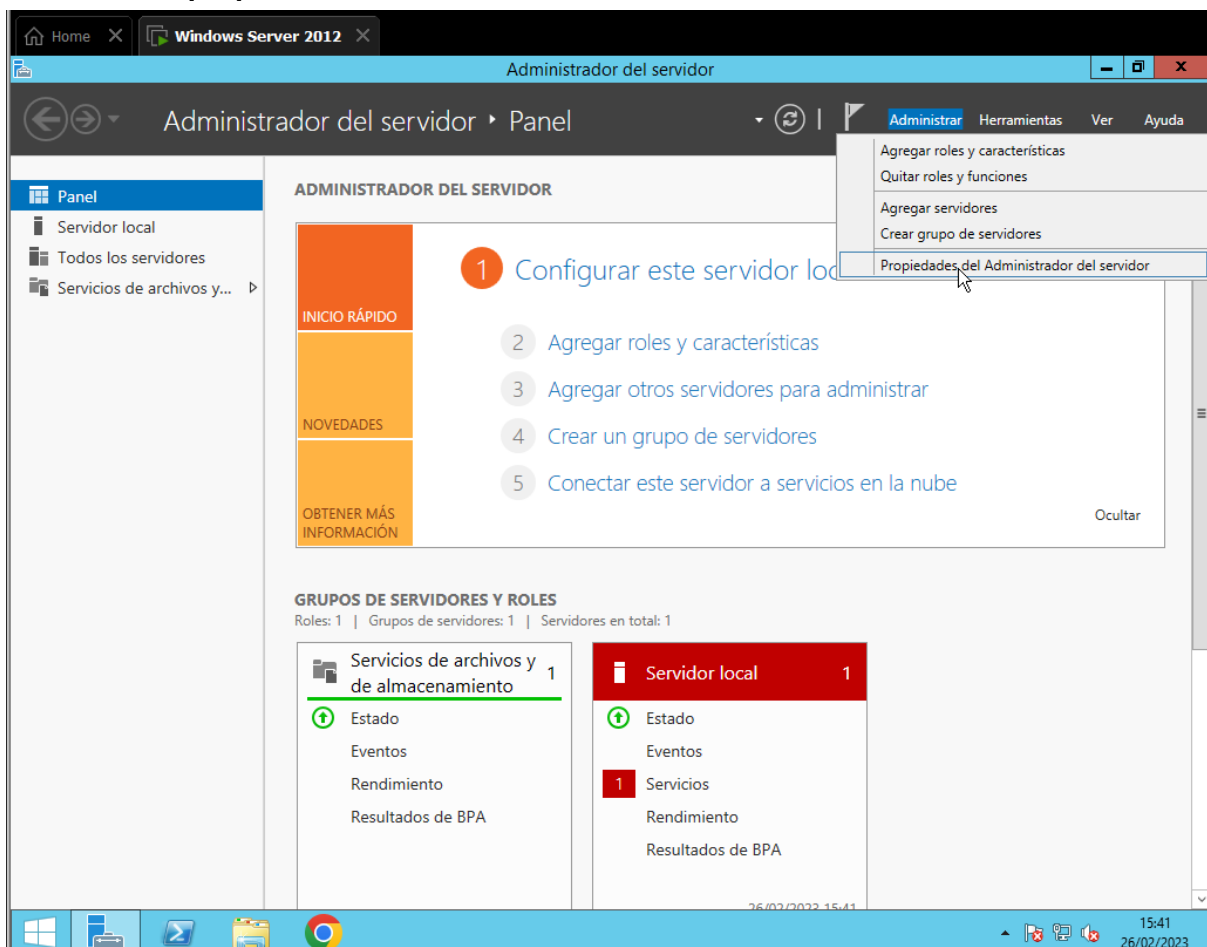 Home
Windows Server 2012
Administrador del servidor
Administrador del servidor ‣ Panel
Administrar Herramientas Ver Ayuda
Agregar roles y características
Quitar roles y funciones
Agregar servidores
Crear grupo de servidores
Propiedades del Administrador del servidor
Panel
Servidor local
Todos los servidores
Servicios de archivos y...
ADMINISTRADOR DEL SERVIDOR
INICIO RÁPIDO
NOVEDADES
OBTENER MÁS
INFORMACIÓN
1 Configurar este servidor loc
2 Agregar roles y características
3 Agregar otros servidores para administrar
4 Crear un grupo de servidores
5 Conectar este servidor a servicios en la nube
Ocultar
GRUPOS DE SERVIDORES Y ROLES
Roles: 1 | Grupos de servidores: 1 | Servidores en total: 1
Servicios de archivos y
de almacenamiento
1
Estado
Eventos
Rendimiento
Resultados de BPA
Servidor local 1
Estado
Eventos
1 Servicios
Rendimiento
Resultados de BPA
26/02/2023 15:41
15:41
26/02/2023